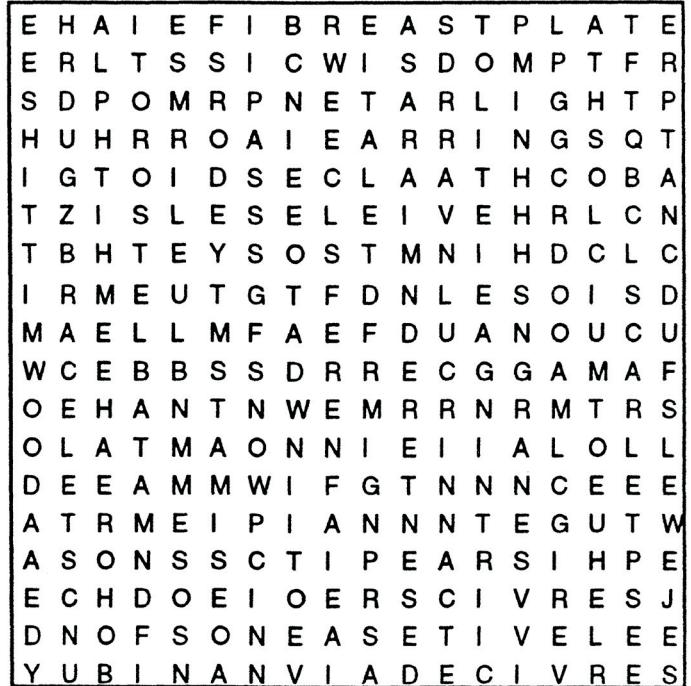 E H A I E F I B R E A S T P L A T E
E R L T S S I C W I S D O M P T F R
S D P O M R P N E T A R L I G H T P
H U H R R O A I E A R R I N G S Q T
I G T O I D S E C L A A T H C O B A
T Z I S L E S E L E I V E H R L C N
T B H T E Y S O S T M N I H D C L C
I R M E U T G T F D N L E S O I S D
M A E L L M F A E F D U A N O U C U
W C E B B S S D R R E C G G A M A F
O E H A N T N W E M R R N R M T R S
O L A T M A O N N I E I I A L O L L
D E E A M M W I F G T N N N C E E E
A T R M E I P I A N N N T E G U T W
A S O N S S C T I P E A R S I H P E
E C H D O E I O E R S C I V R E S J
D N O F S O N E A S E T I V E L E E
Y U B I N A N V I A D E C I V R E S